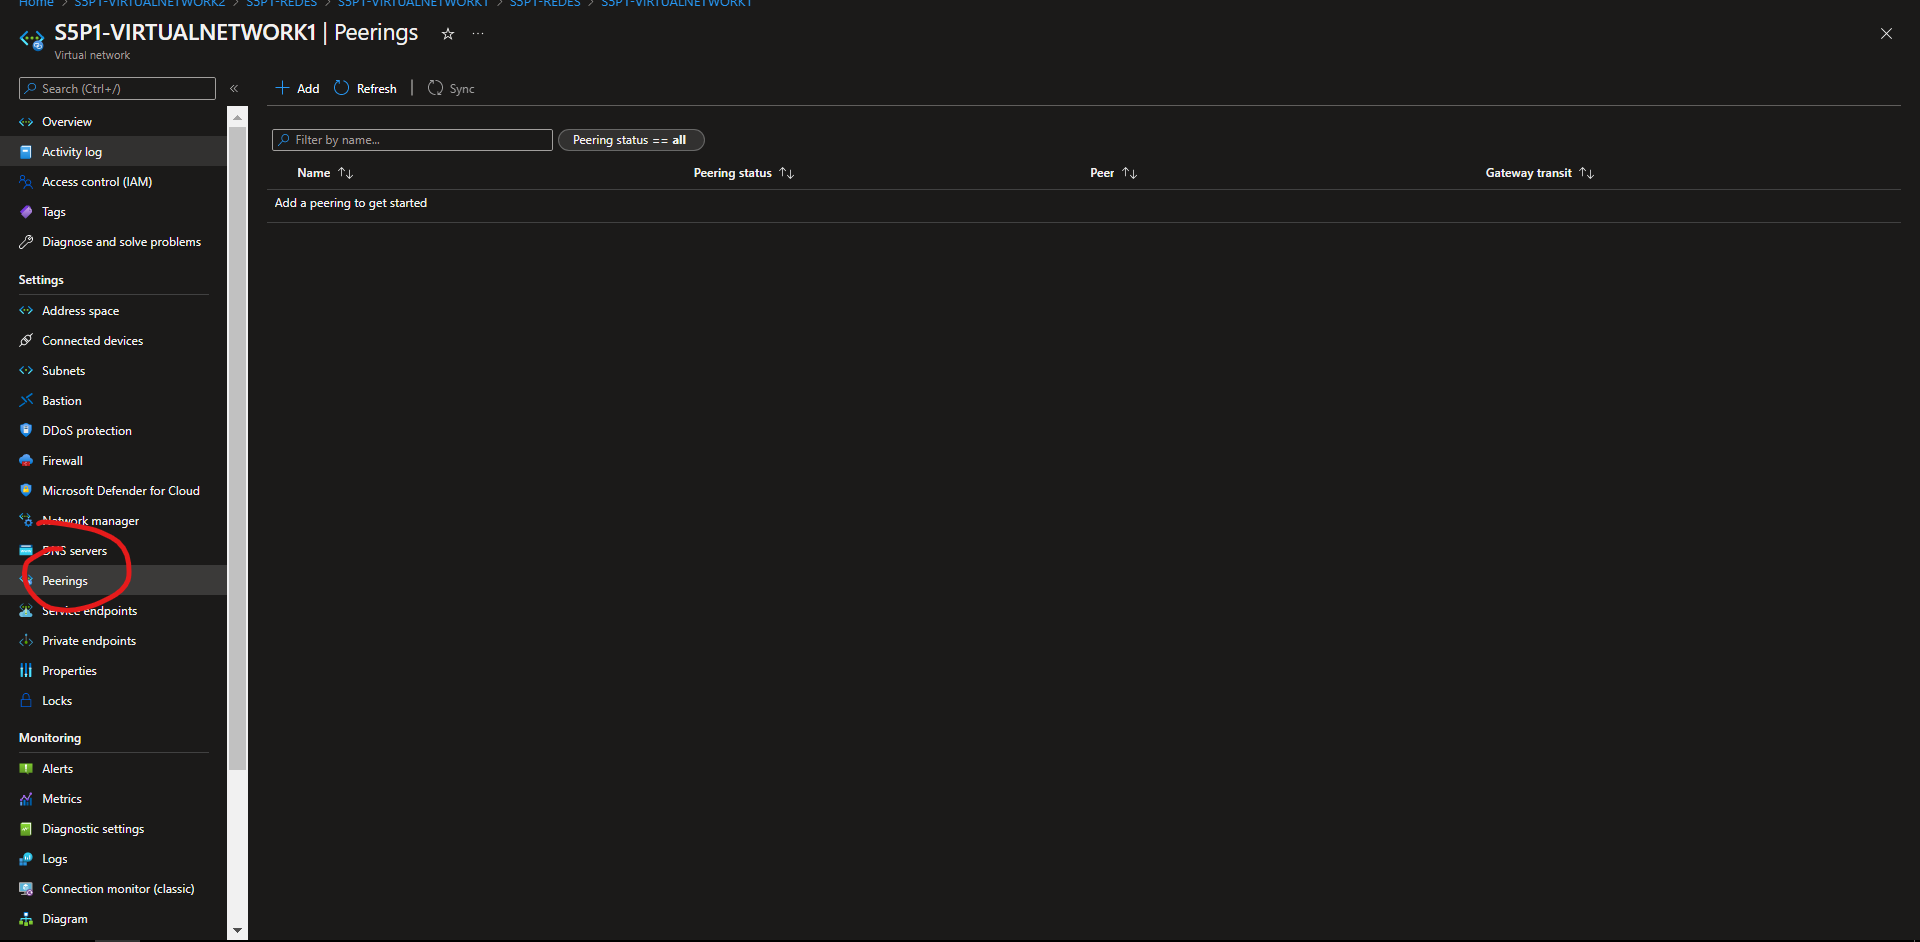 Home > S5P1-VIRTUALNETWORK2 > S5P1-REDES > S5P1-VIRTUALNETWORK1 > S5P1-REDES > S5P1-VIRTUALNETWORK1
S5P1-VIRTUALNETWORK1 | Peerings
Virtual network
Search (Ctrl+/)
Add Refresh Sync
Overview
Activity log
Access control (IAM)
Tags
Diagnose and solve problems
Settings
Address space
Connected devices
Subnets
Bastion
DDoS protection
Firewall
Microsoft Defender for Cloud
Network manager
DNS servers
Peerings
Service endpoints
Private endpoints
Properties
Locks
Monitoring
Alerts
Metrics
Diagnostic settings
Logs
Connection monitor (classic)
Diagram
Filter by name...
Peering status == all
Name Peering status Peer Gateway transit
Add a peering to get started